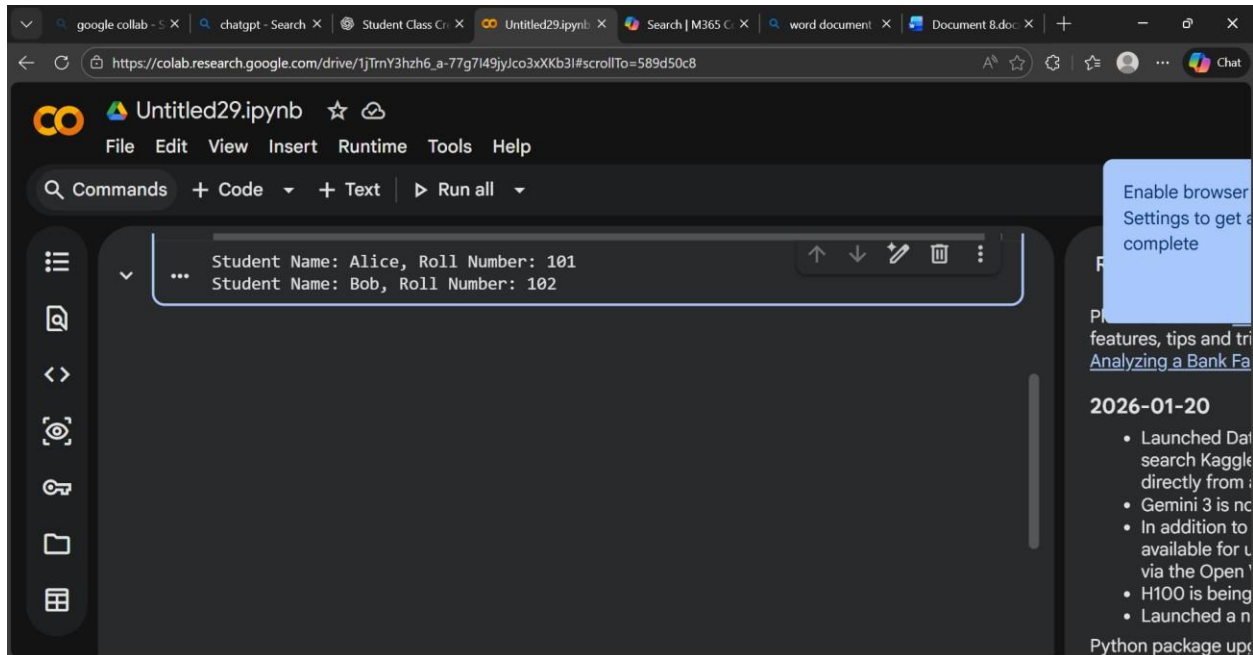 google collab - S
chatgpt - Search
Student Class Cr
Untitled29.ipynb
Search | M365 C
word document
Document 8.doc
https://colab.research.google.com/drive/1jTrnY3hzh6_a-77g7l49jyJco3xXKb3I#scrollTo=589d50c8
Chat
CO Untitled29.ipynb
File Edit View Insert Runtime Tools Help
Commands + Code + Text Run all
Enable browser
Settings to get a
complete
Student Name: Alice, Roll Number: 101
Student Name: Bob, Roll Number: 102
features, tips and tri
Analyzing a Bank Fa
2026-01-20
• Launched Dat
search Kaggle
directly from a
• Gemini 3 is no
• In addition to
available for u
via the Open
• H100 is being
• Launched a n
Python package upg